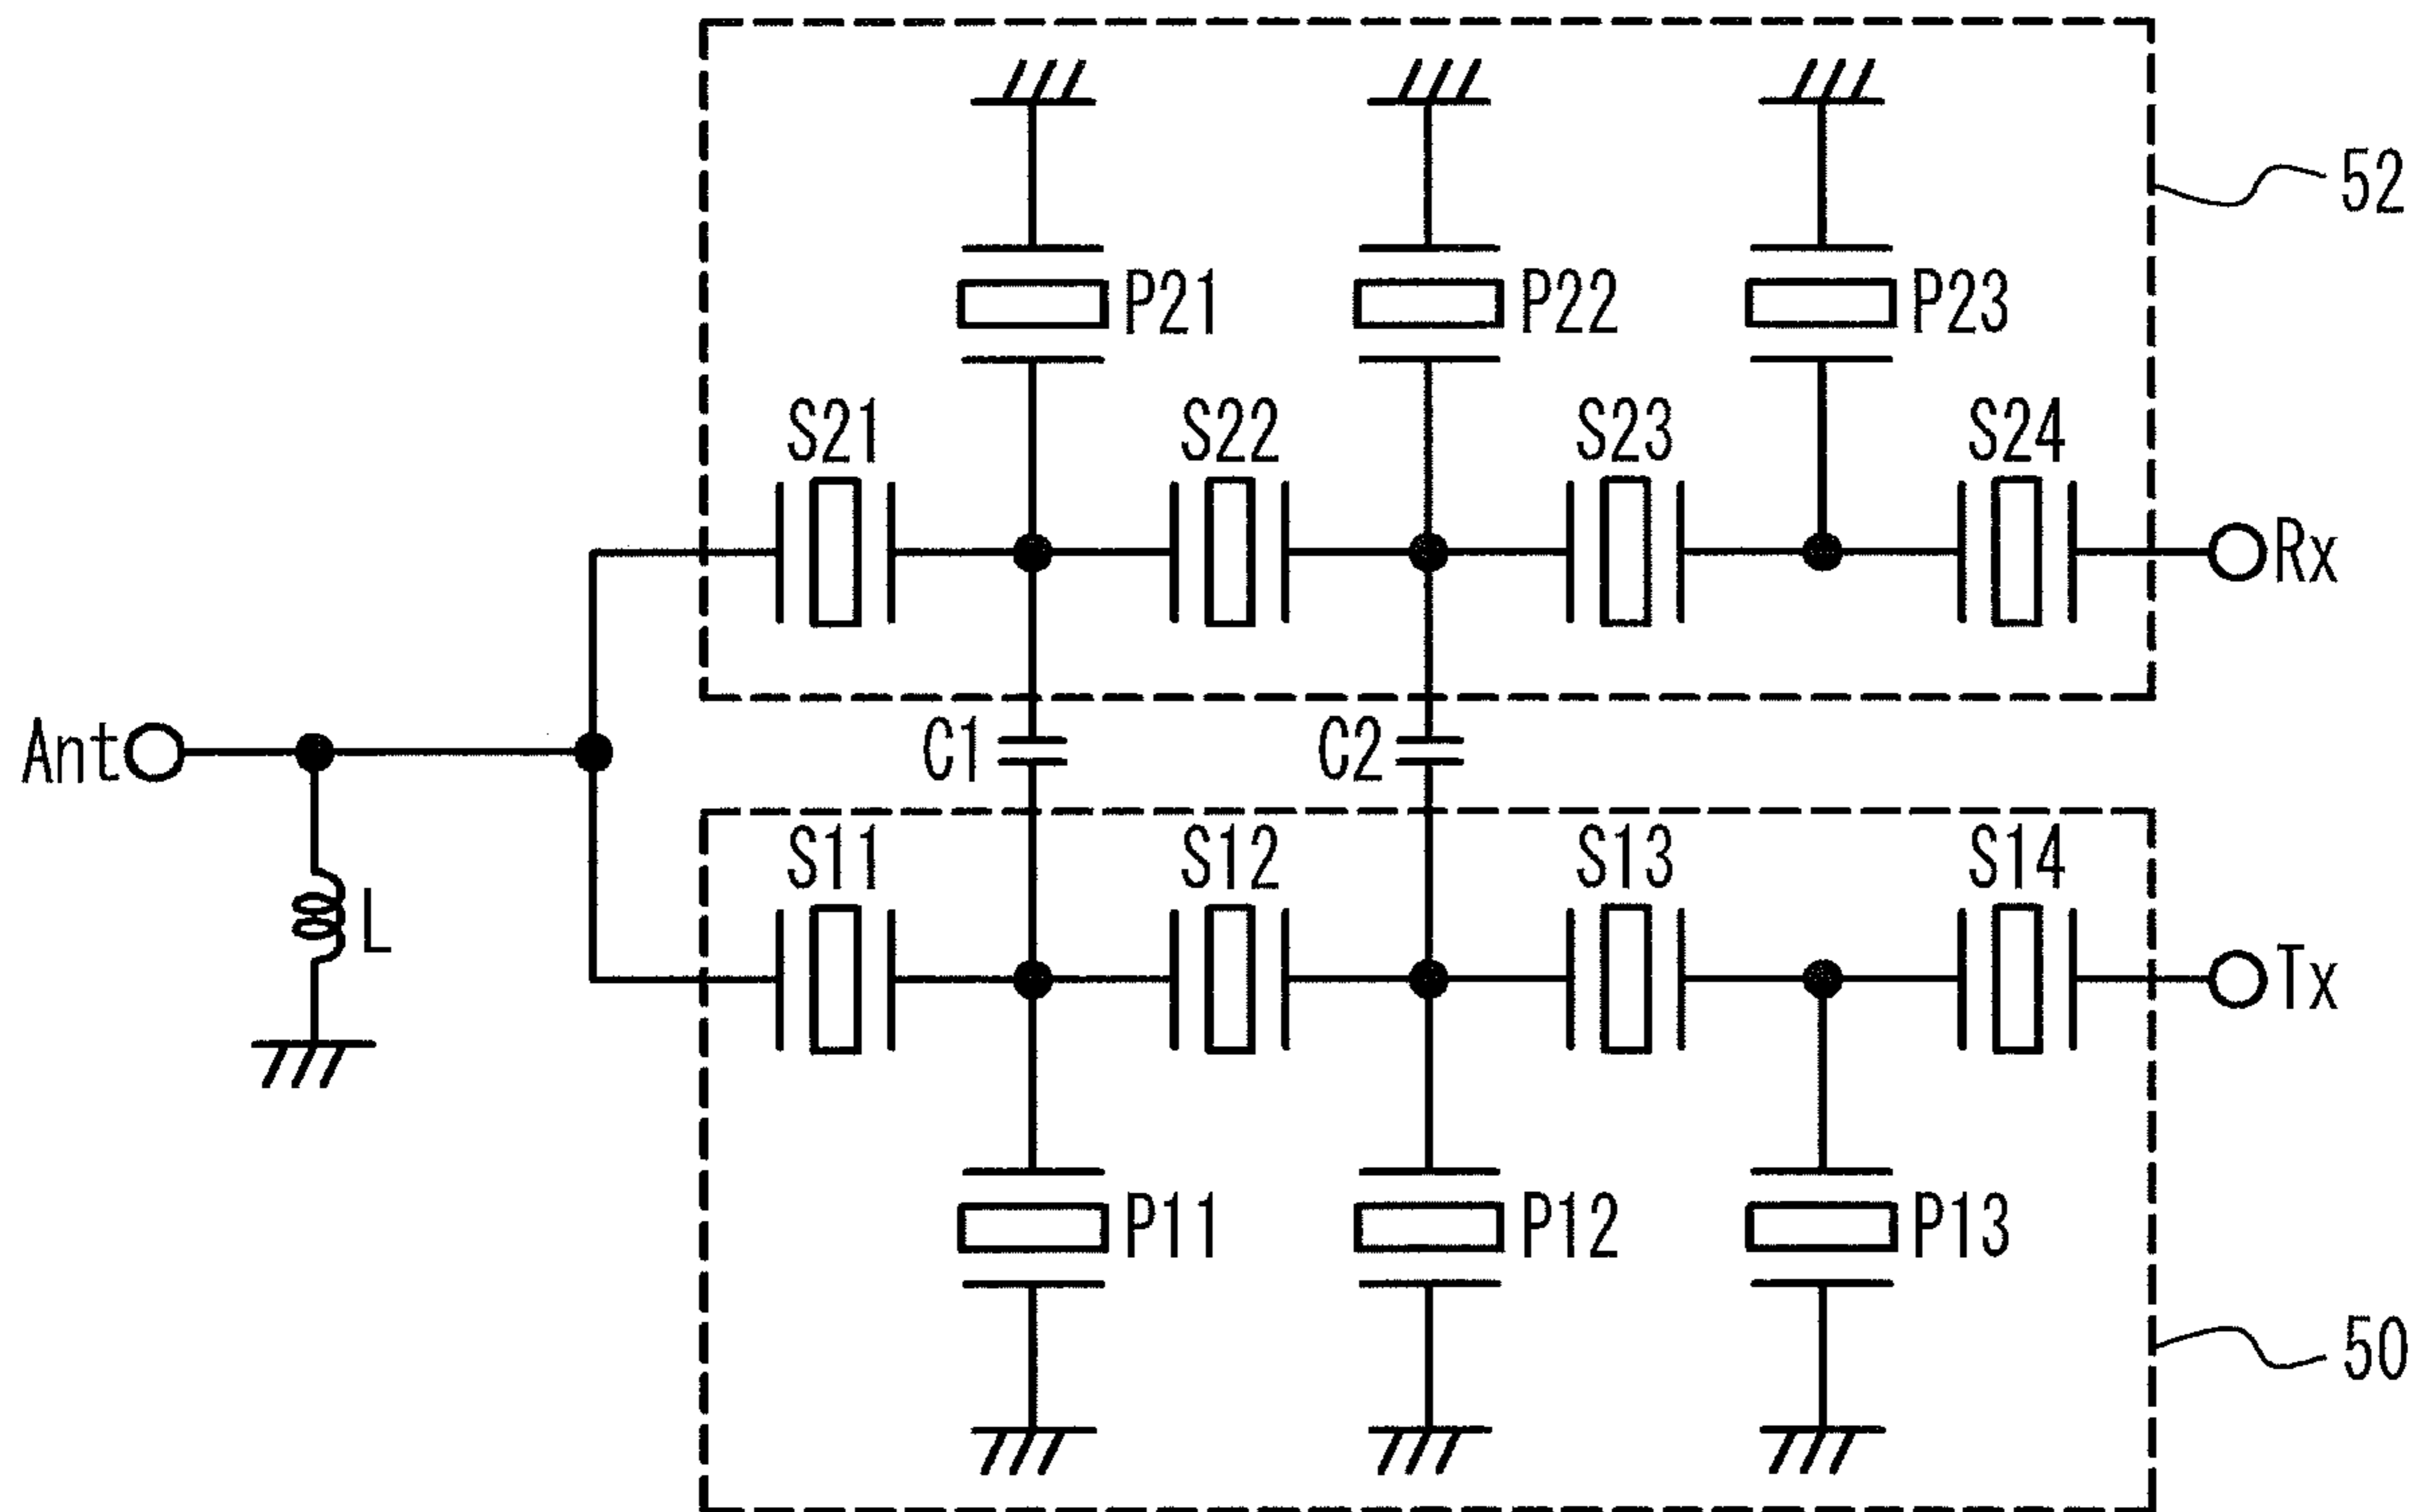 52
P21 P22 P23
S21 S22 S23 S24
Rx
Ant
C1 C2
L
S11 S12 S13 S14
Tx
P11 P12 P13
50